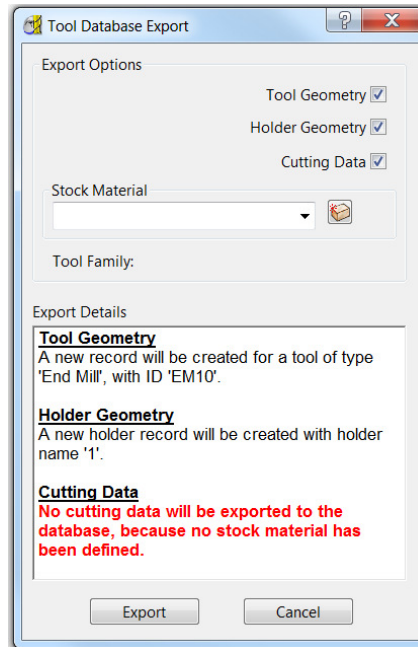 Tool Database Export
Export Options
Tool Geometry
Holder Geometry
Cutting Data
Stock Material
Tool Family:
Export Details
Tool Geometry
A new record will be created for a tool of type
'End Mill', with ID 'EM10'.
Holder Geometry
A new holder record will be created with holder
name '1'.
Cutting Data
No cutting data will be exported to the
database, because no stock material has
been defined.
Export
Cancel